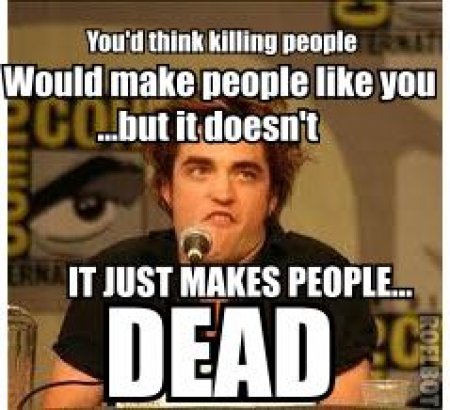 You'd think killing people
Would make people like you
...but it doesn't
IT JUST MAKES PEOPLE...
DEAD
ROFLBOT